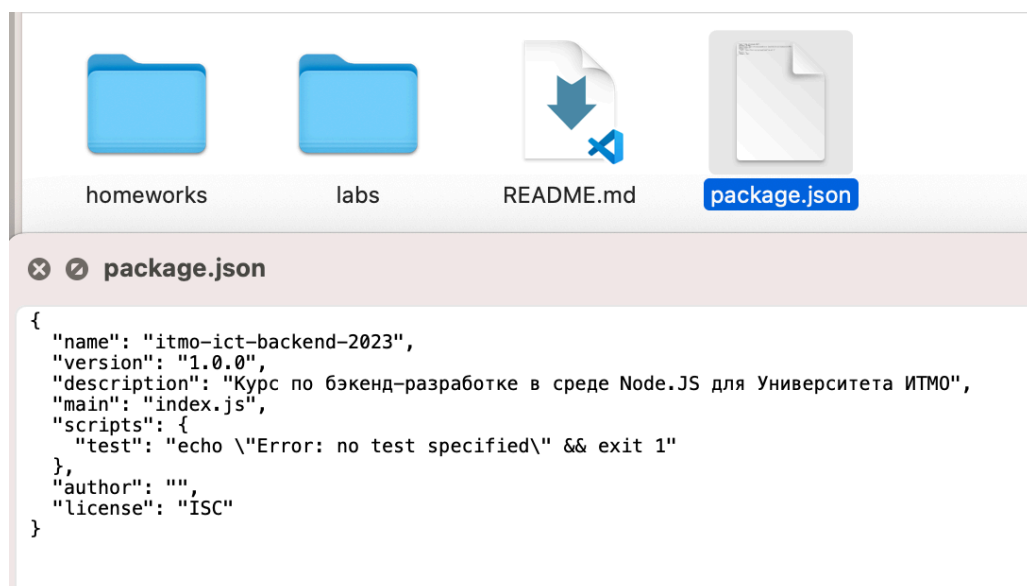 homeworks labs README.md package.json
package.json
{
"name": "itmo-ict-backend-2023",
"version": "1.0.0",
"description": "Курс по бэкенд-разработке в среде Node.JS для Университета ИТМО",
"main": "index.js",
"scripts": {
"test": "echo \"Error: no test specified\" && exit 1"
},
"author": "",
"license": "ISC"
}